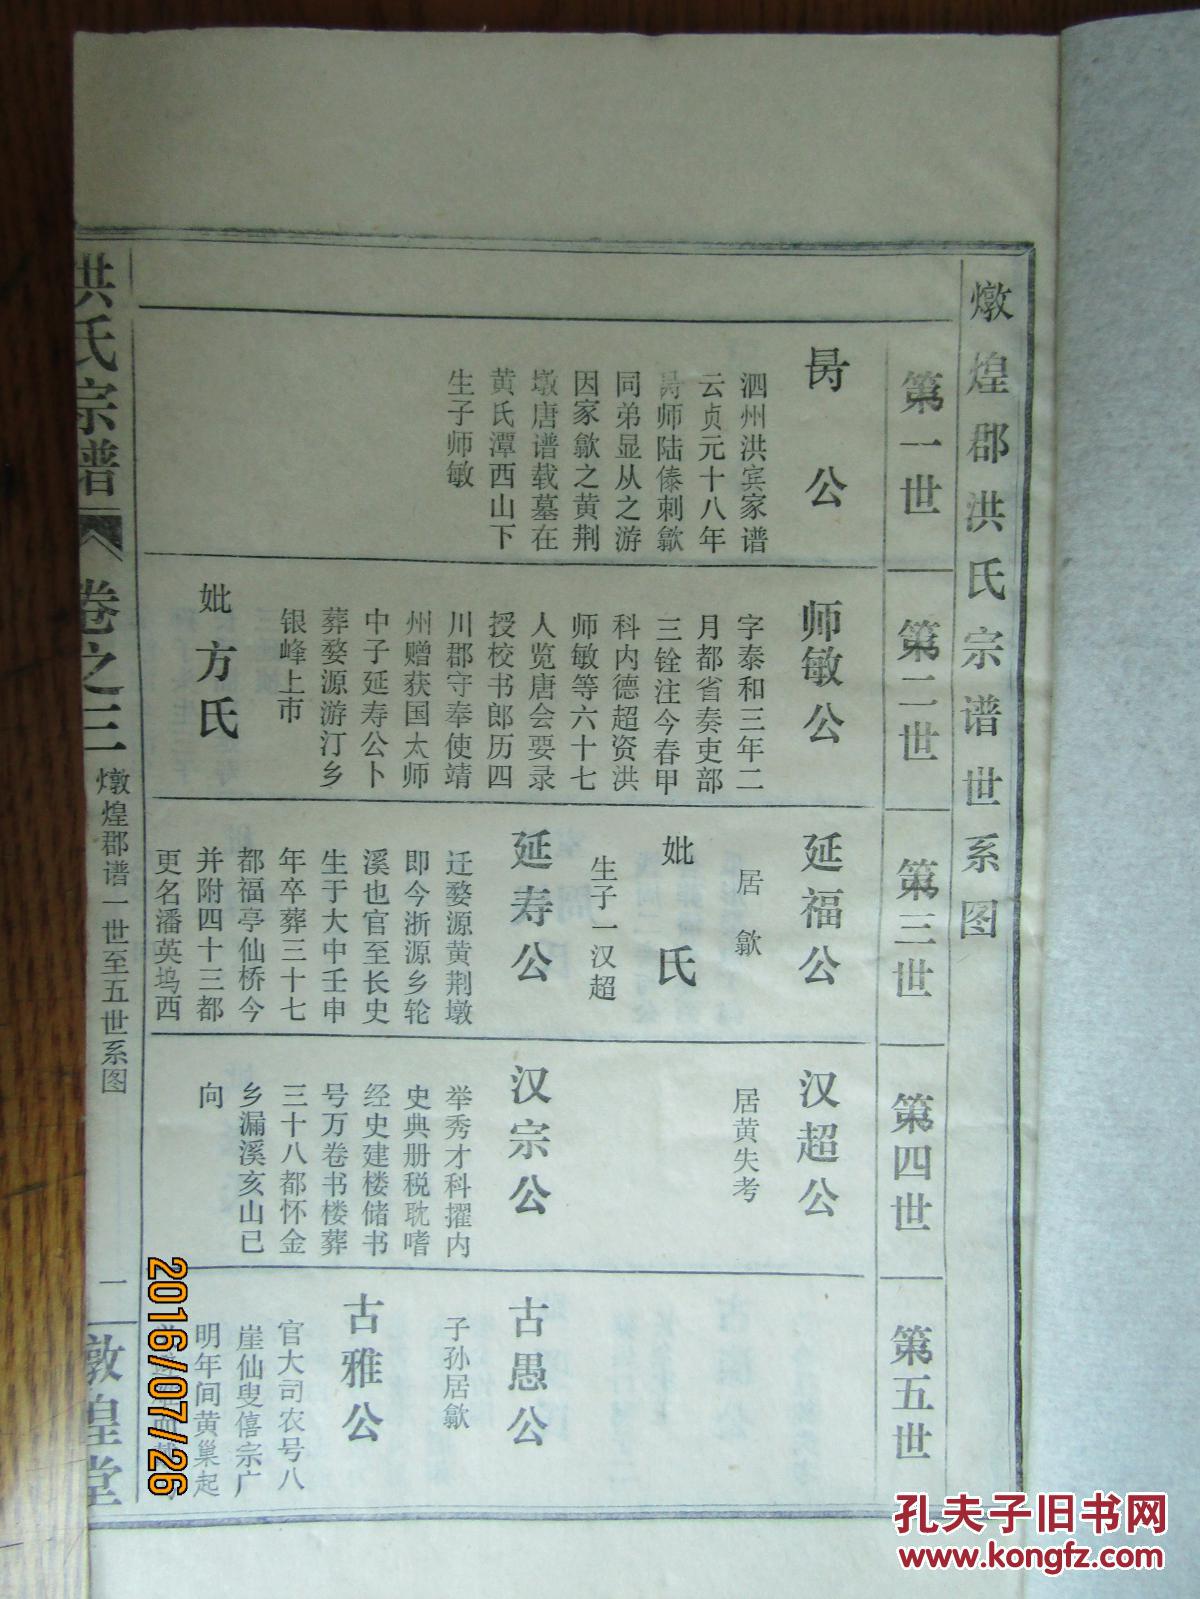 燉煌郡洪氏宗谱世系图
第一世
昺公
泗州洪宾家谱
云贞元十八年
昺师陆傣刺歙
同弟显从之游
因家歙之黄荆
墩唐谱载墓在
黄氏潭西山下
生子师敏
第二世
师敏公
字泰和三年二
月都省奏吏部
三铨注今春甲
科内德超资洪
师敏等六十七
人览唐会要录
授校书郎历四
川郡守奉使靖
州赠获国太师
中子延寿公卜
葬婺源游汀乡
银峰上市
妣方氏
第三世
延福公
居歙
妣氏
生子一汉超
延寿公
迁婺源黄荆墩
即今浙源乡轮
溪也官至长史
生于大中壬申
年卒葬三十七
都福亭仙桥今
并附四十三都
更名潘英坞西
第四世
汉超公
居黄失考
汉宗公
举秀才科擢内
史典册税耽嗜
经史建楼储书
号万卷书楼葬
三十八都怀金
乡漏溪亥山巳
向
第五世
古愚公
子孙居歙
古雅公
官大司农号八
崖仙叟僖宗广
明年间黄巢起
洪氏宗谱
卷之三
燉煌郡谱一世至五世系图
一
敦煌堂
2016/07/26
孔夫子旧书网
www.kongfz.com